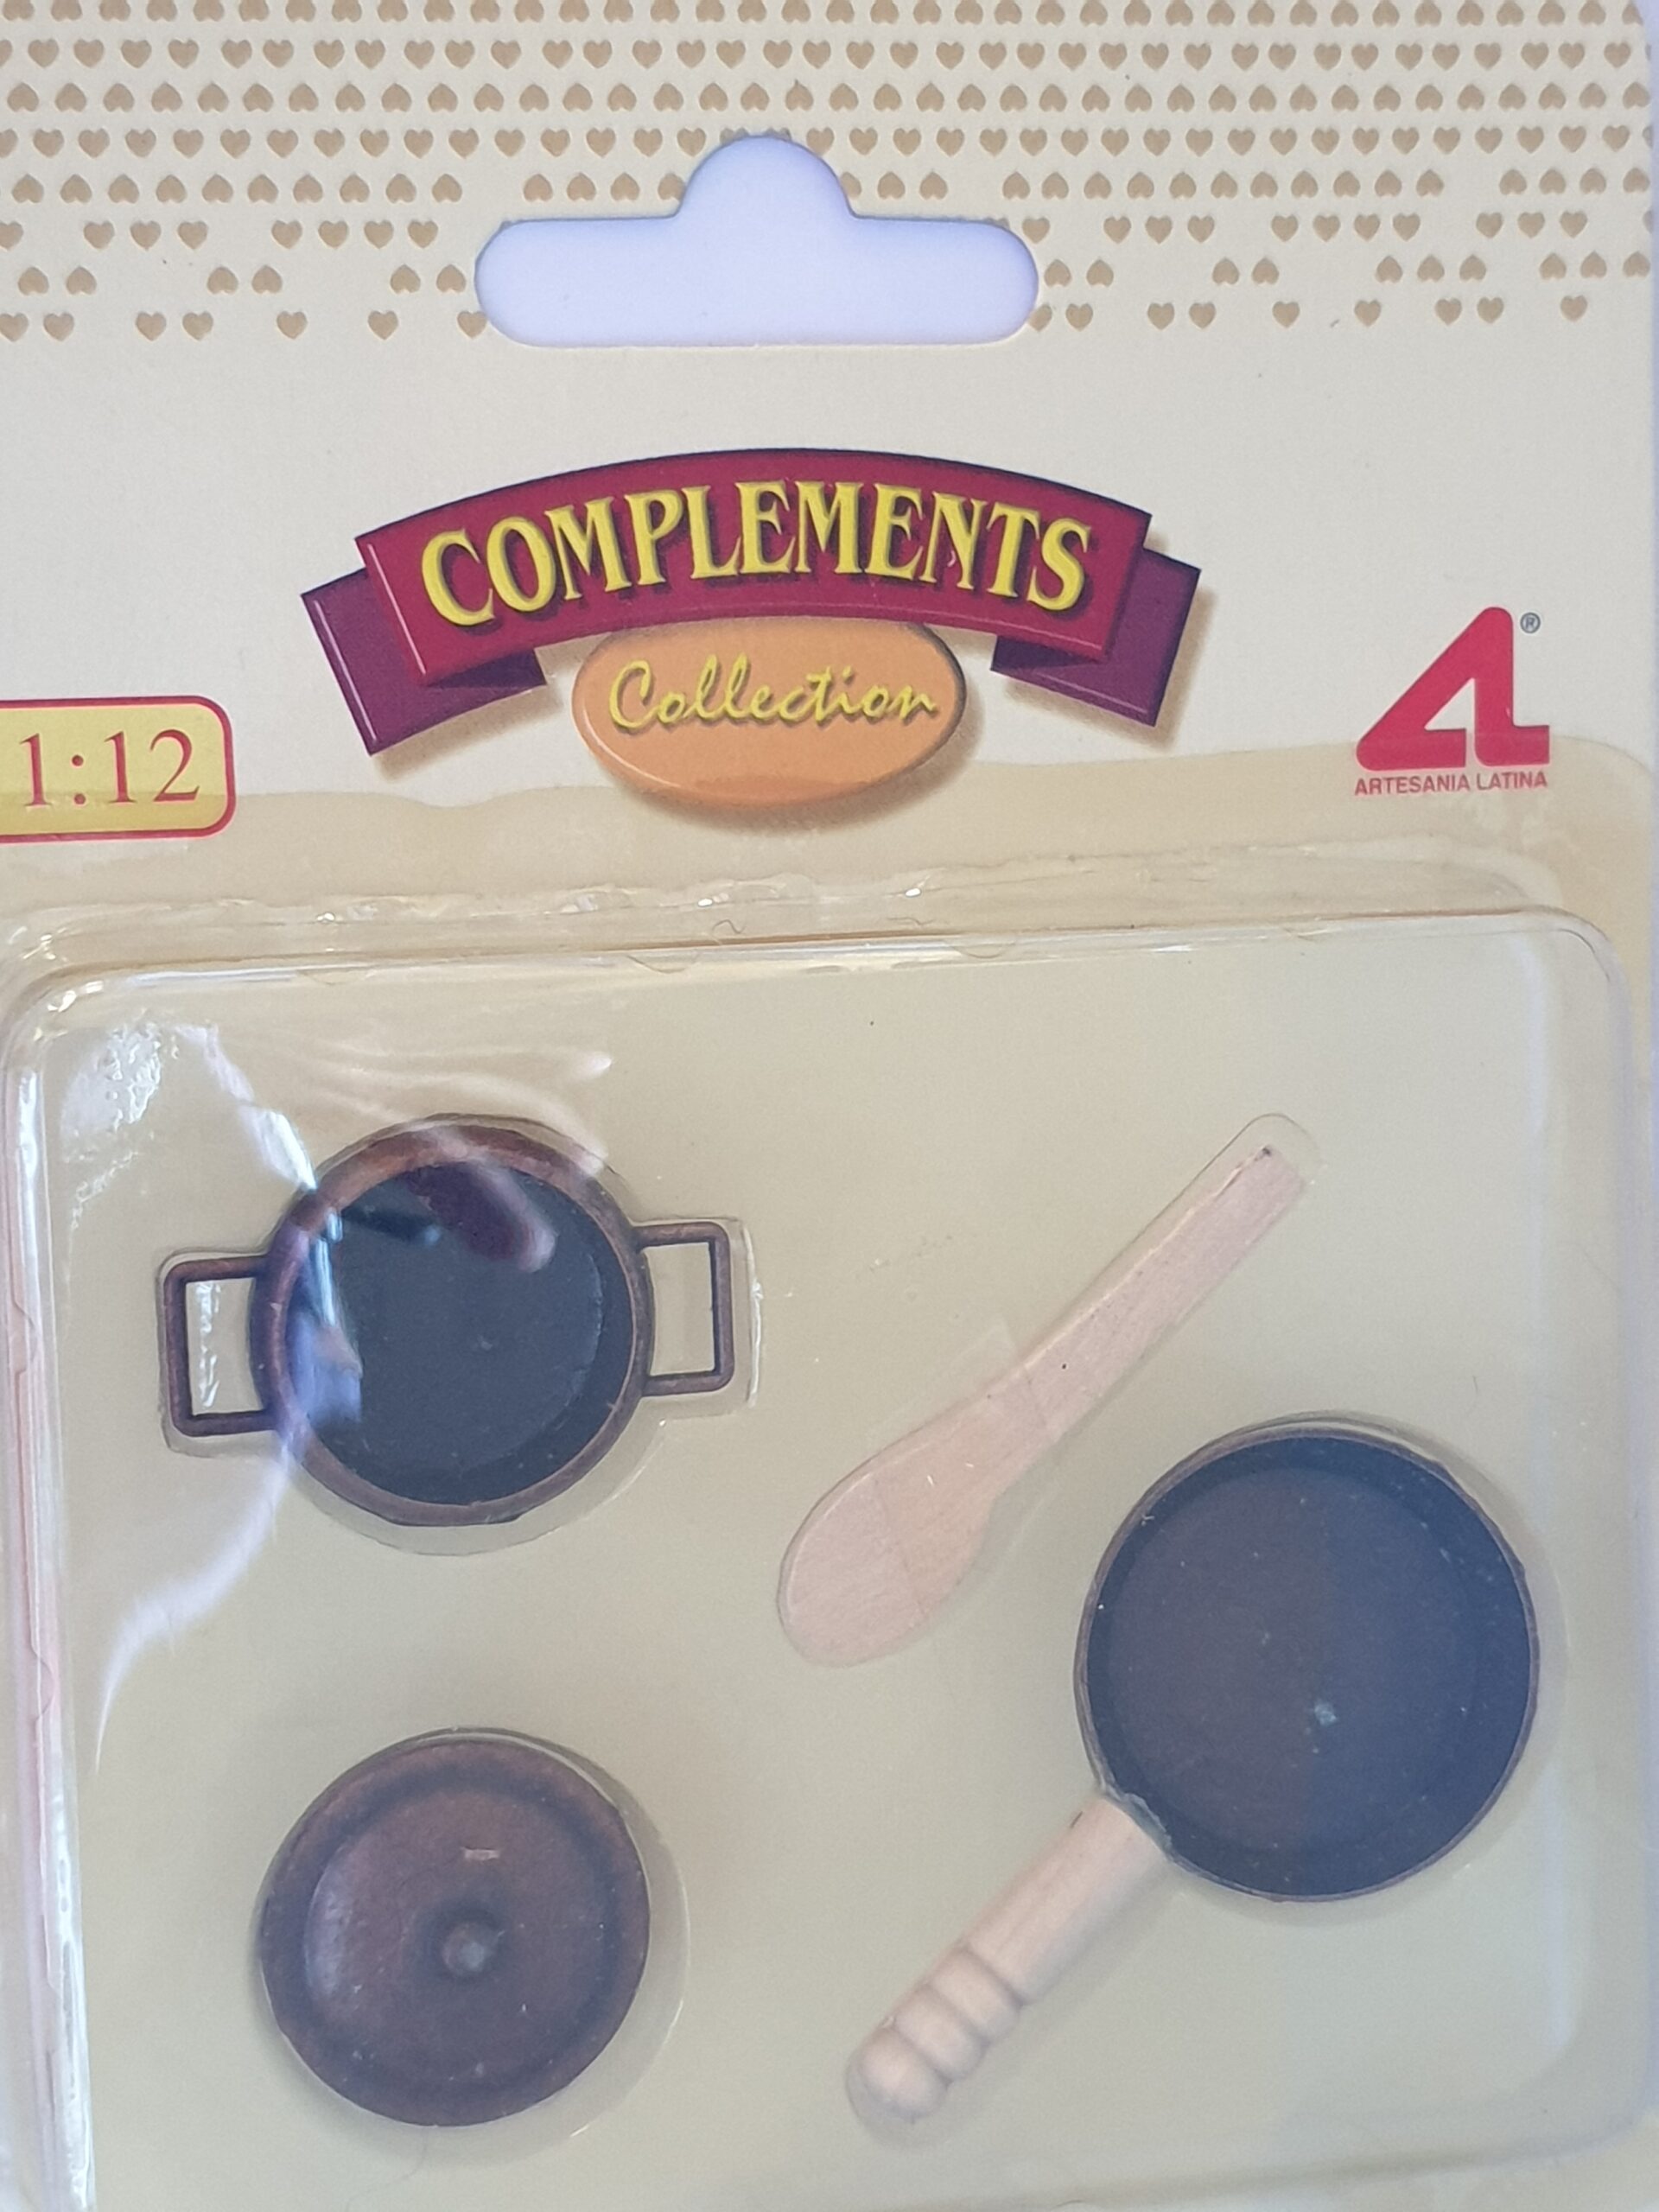 COMPLEMENTS
Collection
1:12
®
ARTESANIA LATINA